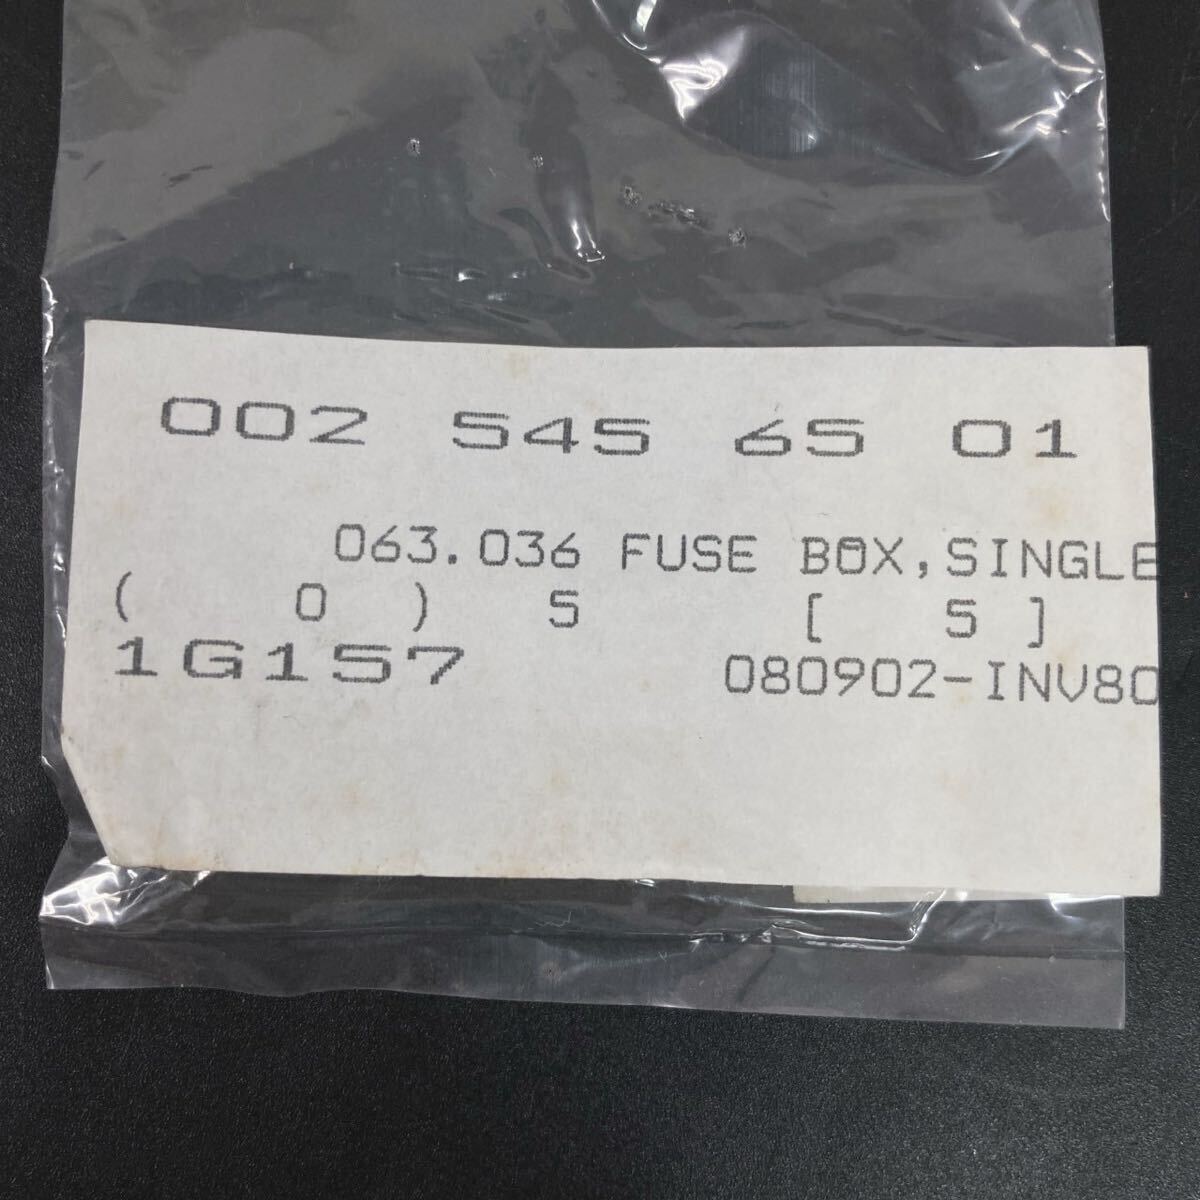 002 545 65 01
063.036 FUSE BOX,SINGLE
( 0 ) 5 [ 5 ]
1G157 080902-INV80